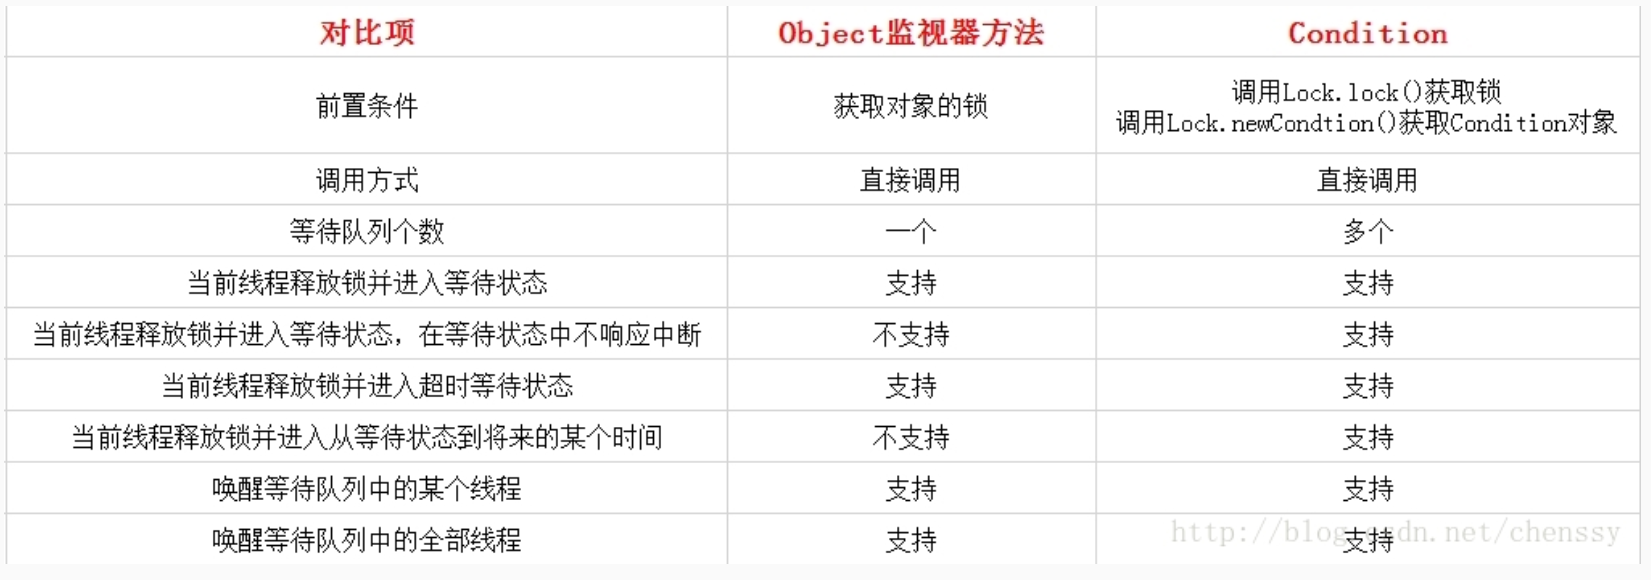 对比项 Object监视器方法 Condition
前置条件 获取对象的锁 调用Lock.lock()获取锁
调用Lock.newCondtion()获取Condition对象
调用方式 直接调用 直接调用
等待队列个数 一个 多个
当前线程释放锁并进入等待状态 支持 支持
当前线程释放锁并进入等待状态，在等待状态中不响应中断 不支持 支持
当前线程释放锁并进入超时等待状态 支持 支持
当前线程释放锁并进入从等待状态到将来的某个时间 不支持 支持
唤醒等待队列中的某个线程 支持 支持
唤醒等待队列中的全部线程 支持 支持
http://blog.csdn.net/chenssy